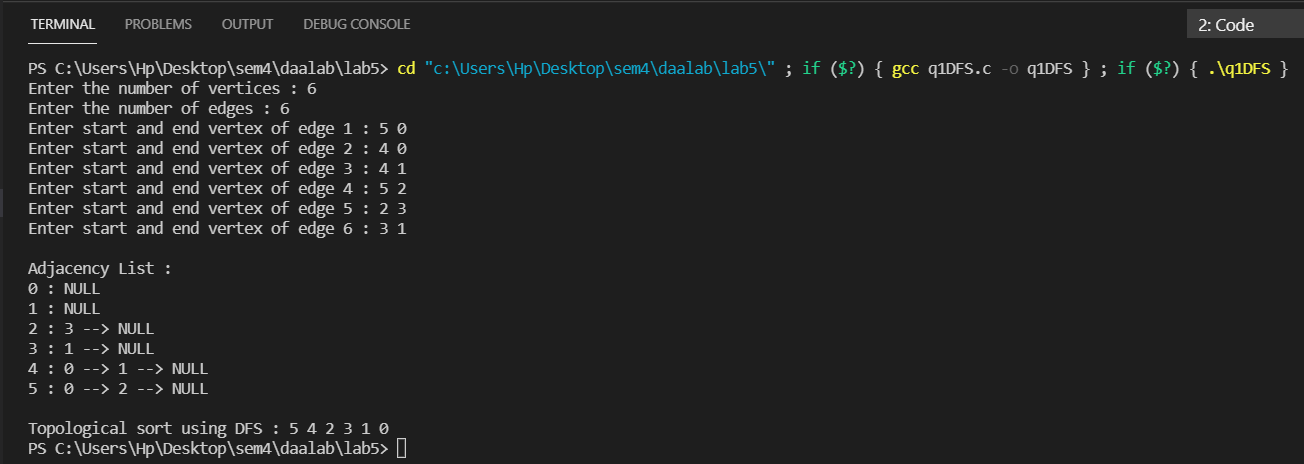 TERMINAL PROBLEMS OUTPUT DEBUG CONSOLE 2: Code
PS C:\Users\Hp\Desktop\sem4\daalab\lab5> cd "c:\Users\Hp\Desktop\sem4\daalab\lab5\" ; if ($?) { gcc q1DFS.c -o q1DFS } ; if ($?) { .\q1DFS }
Enter the number of vertices : 6
Enter the number of edges : 6
Enter start and end vertex of edge 1 : 5 0
Enter start and end vertex of edge 2 : 4 0
Enter start and end vertex of edge 3 : 4 1
Enter start and end vertex of edge 4 : 5 2
Enter start and end vertex of edge 5 : 2 3
Enter start and end vertex of edge 6 : 3 1
Adjacency List :
0 : NULL
1 : NULL
2 : 3 --> NULL
3 : 1 --> NULL
4 : 0 --> 1 --> NULL
5 : 0 --> 2 --> NULL
Topological sort using DFS : 5 4 2 3 1 0
PS C:\Users\Hp\Desktop\sem4\daalab\lab5>